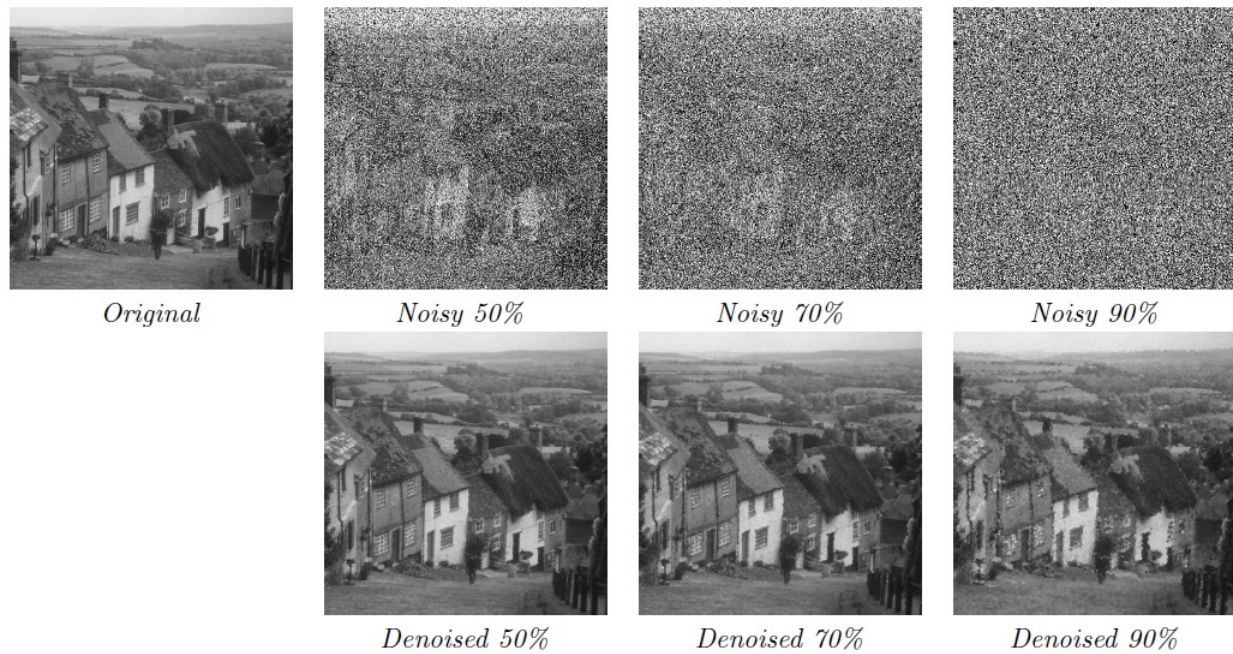 Original
Noisy 50%
Noisy 70%
Noisy 90%
Denoised 50%
Denoised 70%
Denoised 90%